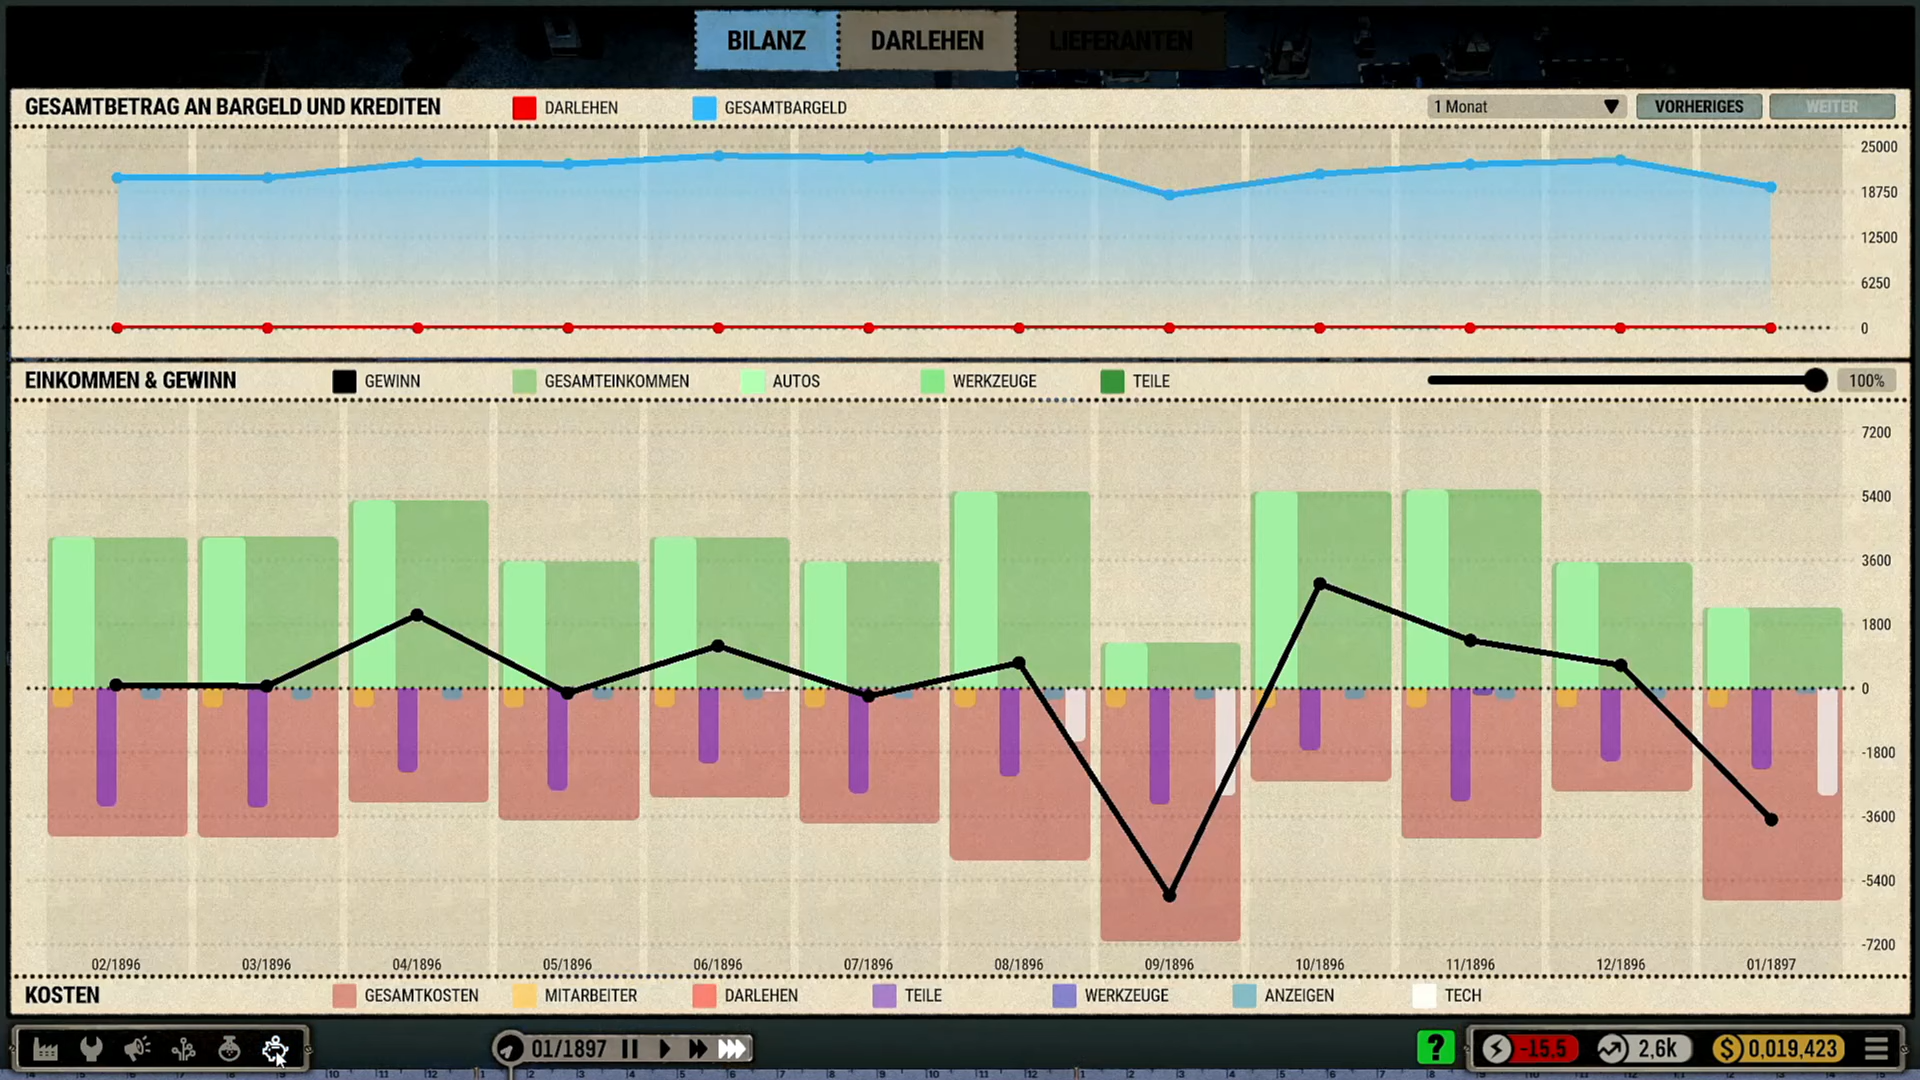 BILANZ DARLEHEN LIEFERANTEN
GESAMTBETRAG AN BARGELD UND KREDITEN DARLEHEN GESAMTBARGELD 1 Monat VORHERIGES WEITER
25000
18750
12500
6250
0
EINKOMMEN & GEWINN GEWINN GESAMTEINKOMMEN AUTOS WERKZEUGE TEILE 100%
7200
5400
3600
1800
0
-1800
-3600
-5400
-7200
02/1896 03/1896 04/1896 05/1896 06/1896 07/1896 08/1896 09/1896 10/1896 11/1896 12/1896 01/1897
KOSTEN GESAMTKOSTEN MITARBEITER DARLEHEN TEILE WERKZEUGE ANZEIGEN TECH
01/1897 ? -15,5 2,6k $ 0,019,423